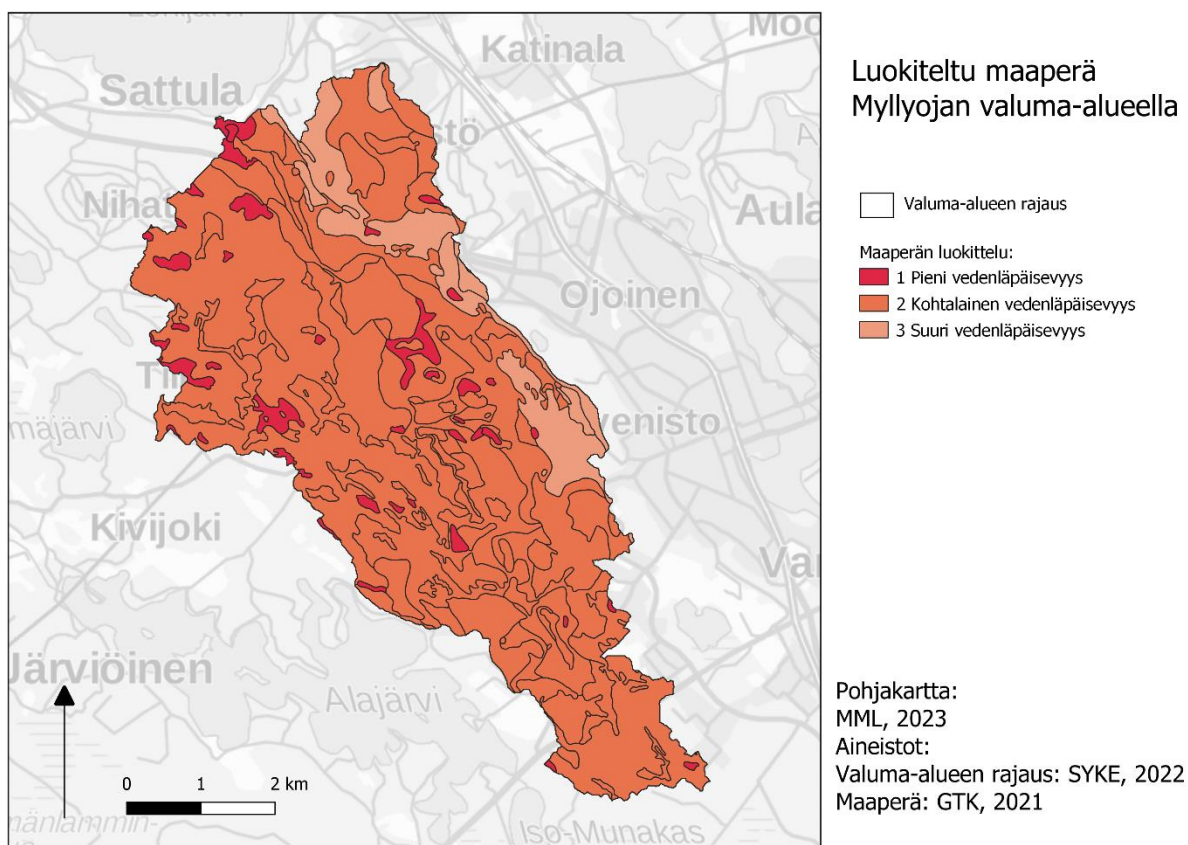 Katinala
Sattula
Ojoinen
Kivijoki
Järviöinen
Alajärvi
Iso-Munakas
0 1 2 km
Luokiteltu maaperä
Myllyojan valuma-alueella
Valuma-alueen rajaus
Maaperän luokittelu:
1 Pieni vedenläpäisevyys
2 Kohtalainen vedenläpäisevyys
3 Suuri vedenläpäisevyys
Pohjakartta:
MML, 2023
Aineistot:
Valuma-alueen rajaus: SYKE, 2022
Maaperä: GTK, 2021